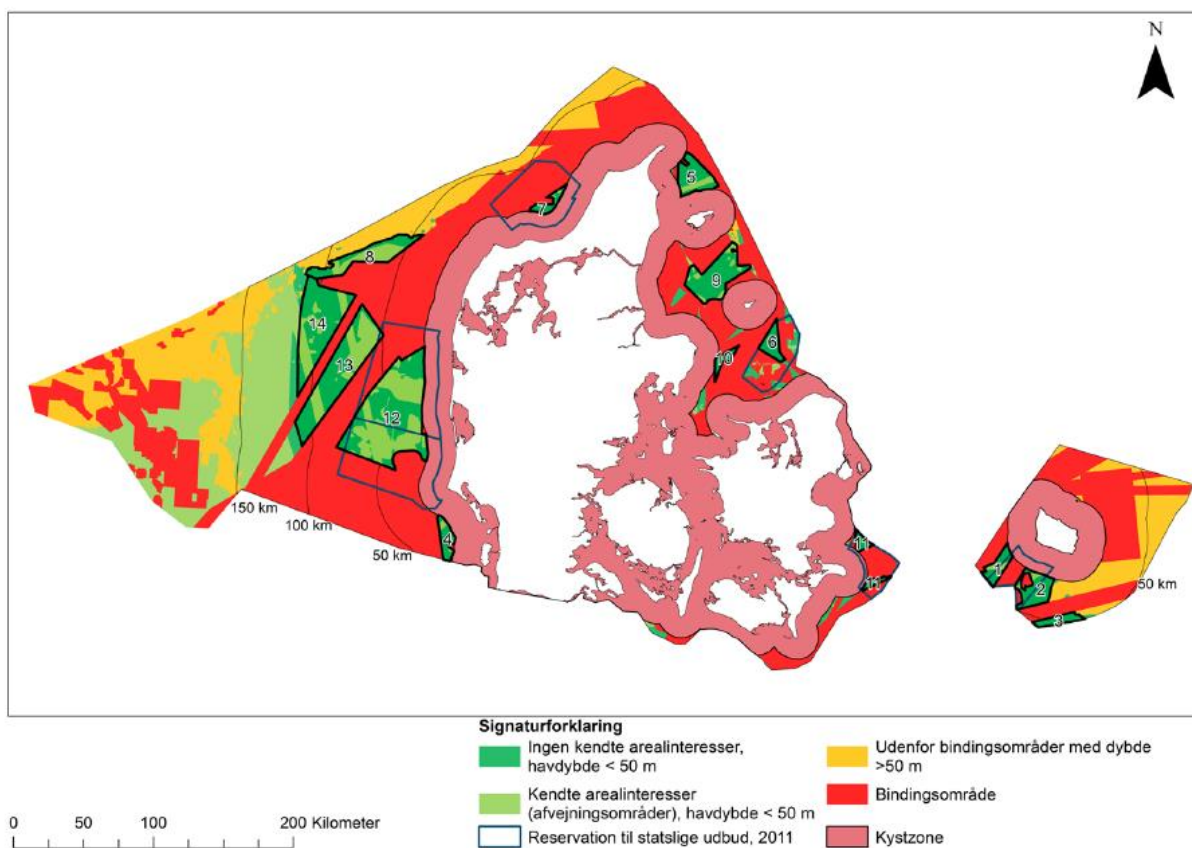 N
5
7
8
9
14
6
10
13
12
150 km
100 km
4
11
50 km
11
1
2
50 km
3
Signaturforklaring
Ingen kendte arealinteresser,
havdybde < 50 m
Udenfor bindingsområder med dybde
>50 m
Kendte arealinteresser
(afvejningsområder), havdybde < 50 m
Bindingsområde
0 50 100 200 Kilometer
Reservation til statslige udbud, 2011
Kystzone